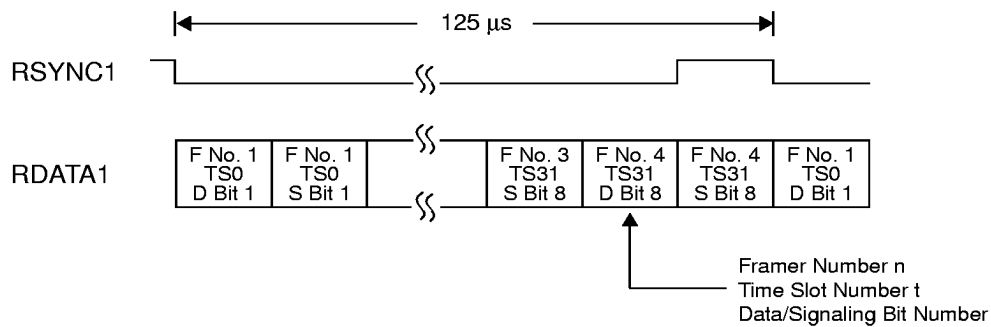 125 µs
RSYNC1
RDATA1
F No. 1
TS0
D Bit 1
F No. 1
TS0
S Bit 1
F No. 3
TS31
S Bit 8
F No. 4
TS31
D Bit 8
F No. 4
TS31
S Bit 8
F No. 1
TS0
D Bit 1
Framer Number n
Time Slot Number t
Data/Signaling Bit Number